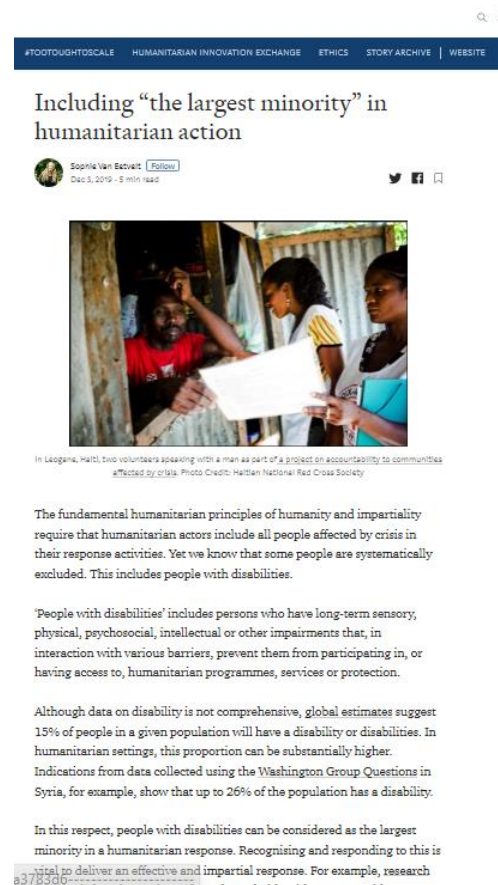 #TOOTOUGHTOSCALE HUMANITARIAN INNOVATION EXCHANGE ETHICS STORY ARCHIVE | WEBSITE
Including “the largest minority” in
humanitarian action
Sophie Van Eetvelt Follow
Dec 3, 2019 · 5 min read
In Leogane, Haiti, two volunteers speaking with a man as part of a project on accountability to communities
affected by crisis. Photo Credit: Haitian National Red Cross Society
The fundamental humanitarian principles of humanity and impartiality
require that humanitarian actors include all people affected by crisis in
their response activities. Yet we know that some people are systematically
excluded. This includes people with disabilities.
‘People with disabilities’ includes persons who have long-term sensory,
physical, psychosocial, intellectual or other impairments that, in
interaction with various barriers, prevent them from participating in, or
having access to, humanitarian programmes, services or protection.
Although data on disability is not comprehensive, global estimates suggest
15% of people in a given population will have a disability or disabilities. In
humanitarian settings, this proportion can be substantially higher.
Indications from data collected using the Washington Group Questions in
Syria, for example, show that up to 26% of the population has a disability.
In this respect, people with disabilities can be considered as the largest
minority in a humanitarian response. Recognising and responding to this is
vital to deliver an effective and impartial response. For example, research
a3783d6